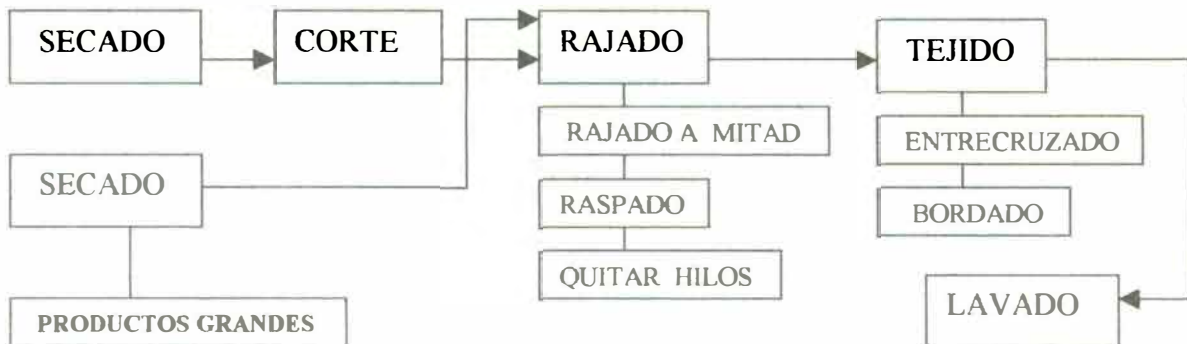 SECADO
CORTE
RAJADO
TEJIDO
RAJADO A MITAD
ENTRECRUZADO
SECADO
RASPADO
BORDADO
QUITAR HILOS
LAVADO
PRODUCTOS GRANDES